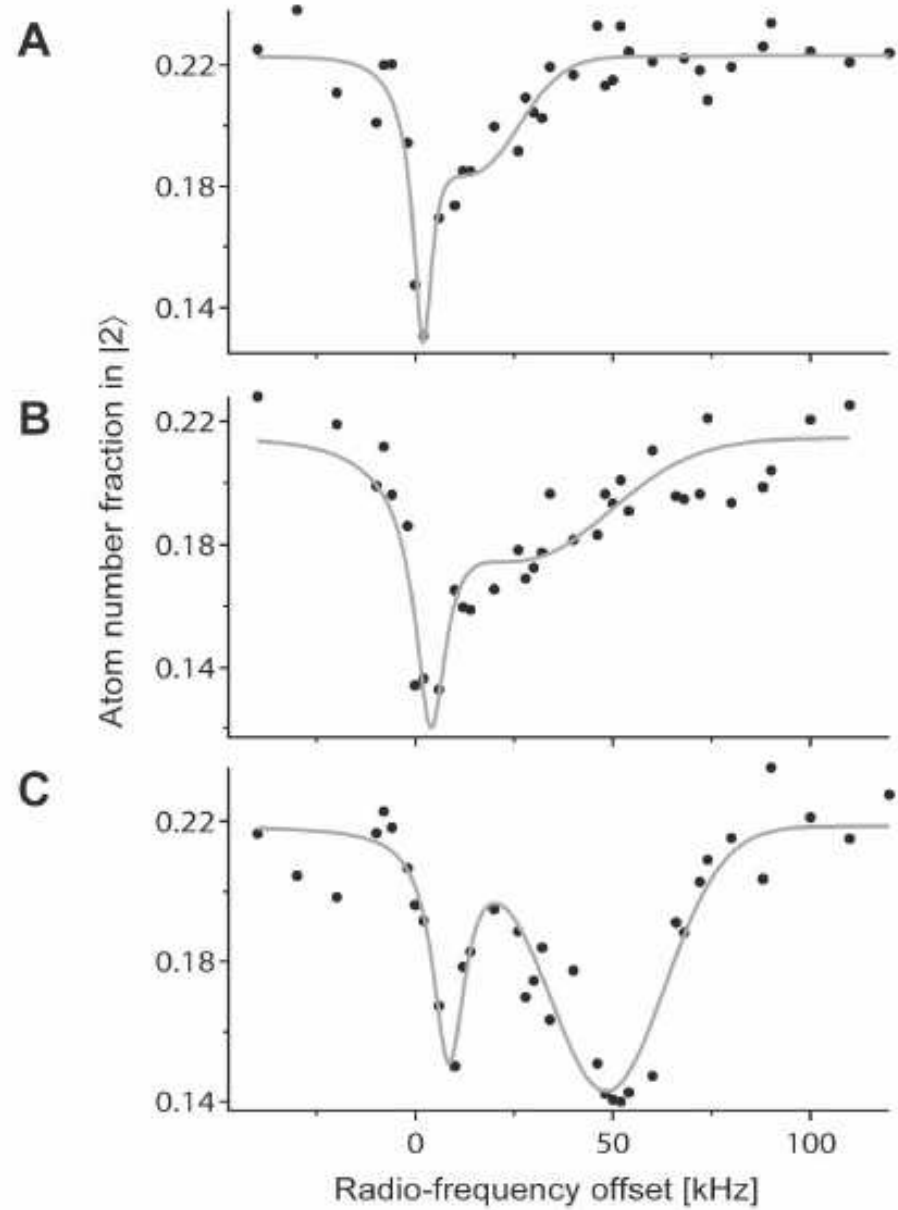 A
0.22
0.18
0.14
B
0.22
0.18
0.14
Atom number fraction in |2⟩
C
0.22
0.18
0.14
0 50 100
Radio-frequency offset [kHz]